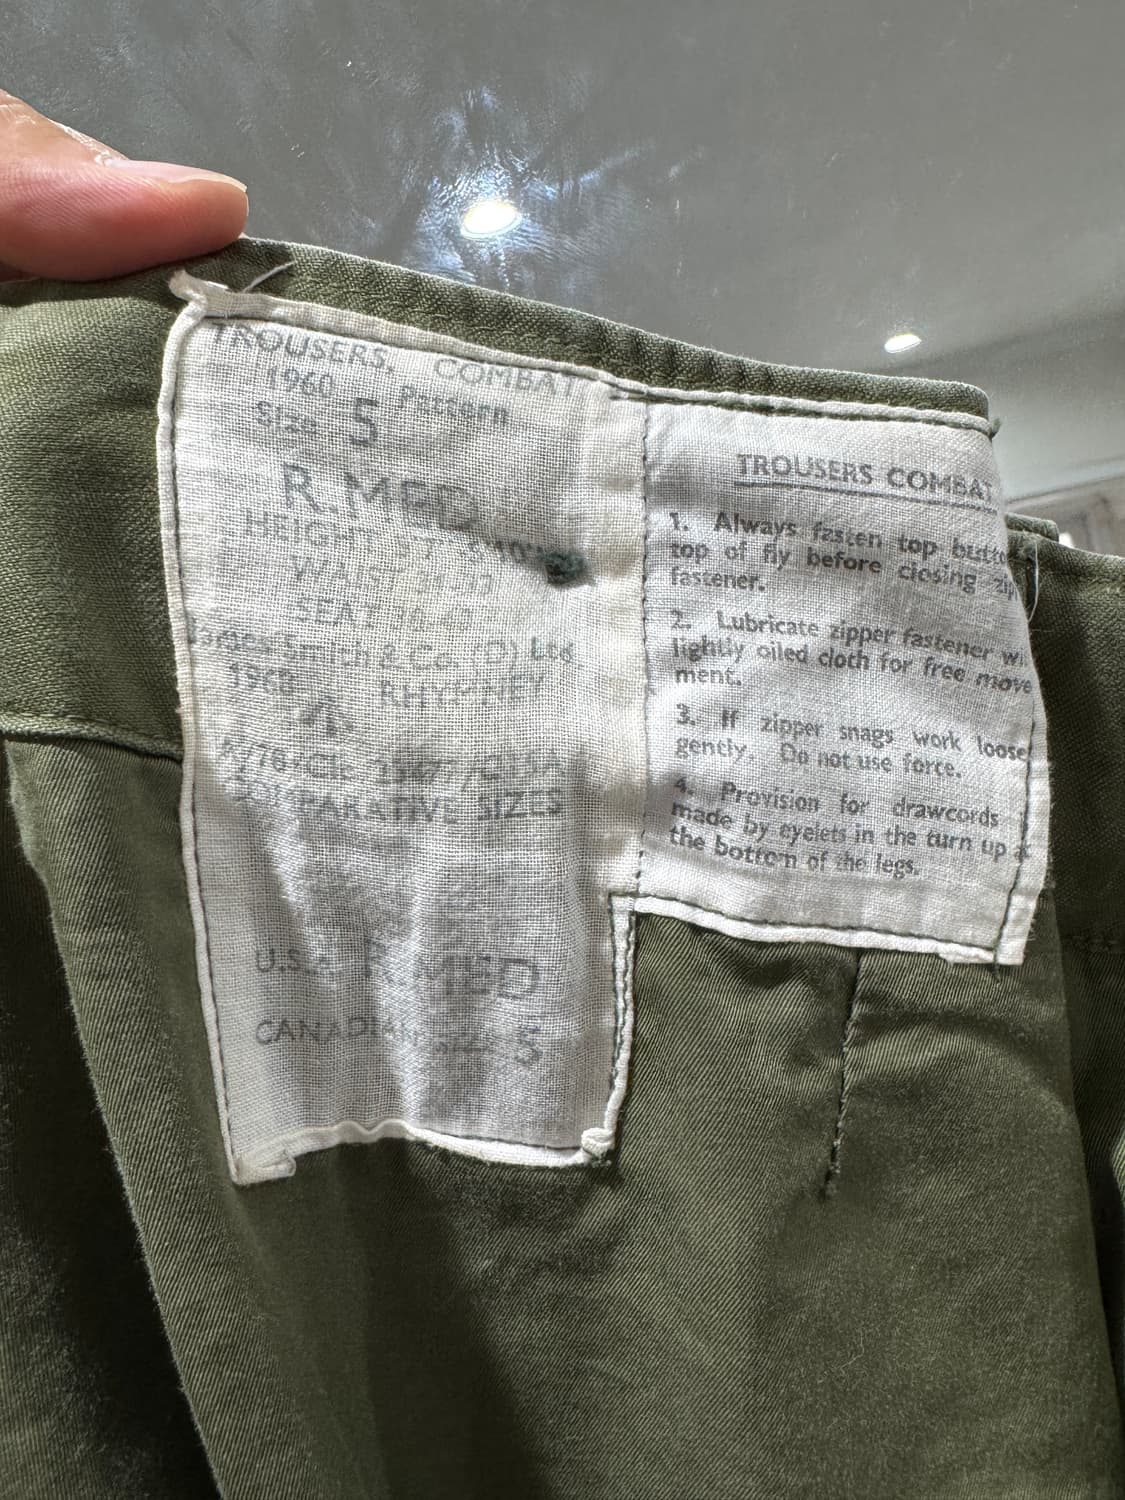 TROUSERS, COMBAT
1960 Pattern
Size 5
R.MED
HEIGHT 5'7" 5'10"
WAIST
SEAT
James Smith & Co. (D) Ltd.
1968 RHYMNEY
COMPARATIVE SIZES
U.S.A. R.MED
CANADIAN size 5
TROUSERS COMBAT
1. Always fasten top butto
top of fly before closing zip
fastener.
2. Lubricate zipper fastener wi
lightly oiled cloth for free move
ment.
3. If zipper snags work loose
gently. Do not use force.
4. Provision for drawcords
made by eyelets in the turn up
the bottom of the legs.